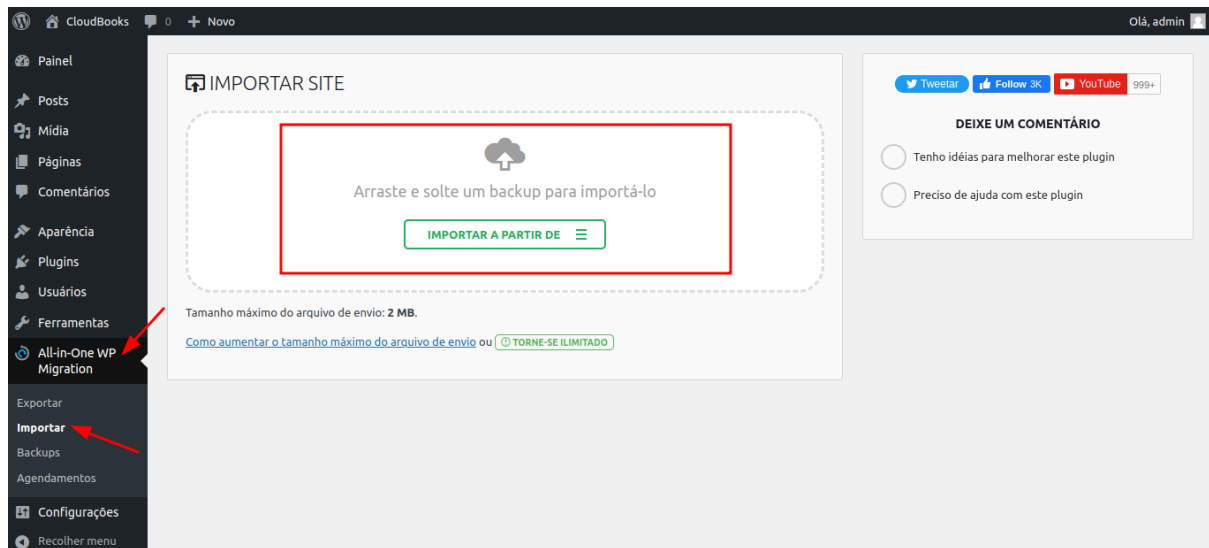 CloudBooks 0 + Novo Olá, admin
Painel
Posts
Mídia
Páginas
Comentários
Aparência
Plugins
Usuários
Ferramentas
All-in-One WP
Migration
Exportar
Importar
Backups
Agendamentos
Configurações
Recolher menu
IMPORTAR SITE
Arraste e solte um backup para importá-lo
IMPORTAR A PARTIR DE
Tamanho máximo do arquivo de envio: 2 MB.
Como aumentar o tamanho máximo do arquivo de envio ou TORNE-SE ILIMITADO
Tweetar Follow 3K YouTube 999+
DEIXE UM COMENTÁRIO
Tenho idéias para melhorar este plugin
Preciso de ajuda com este plugin